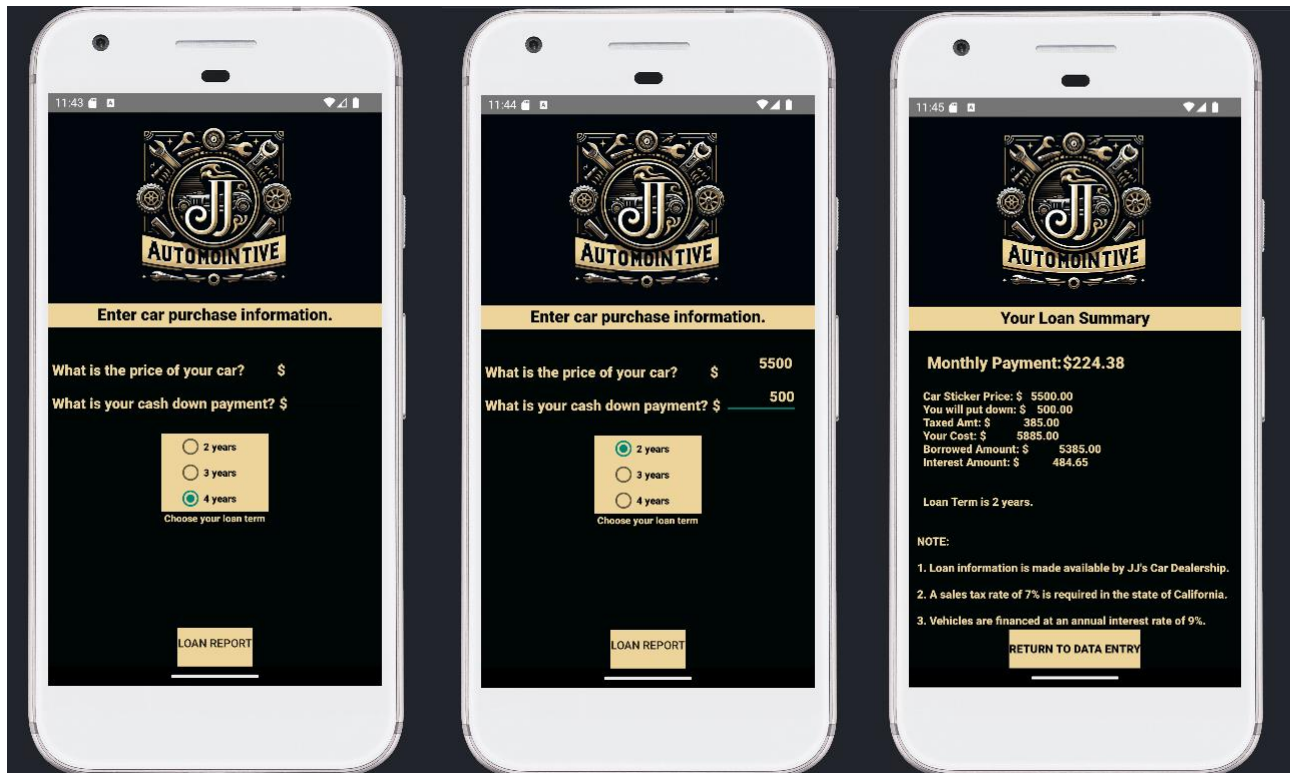 11:43
JJ
AUTOMOINTIVE
Enter car purchase information.
What is the price of your car? $
What is your cash down payment? $
2 years
3 years
4 years
Choose your loan term
LOAN REPORT
11:44
JJ
AUTOMOINTIVE
Enter car purchase information.
What is the price of your car? $ 5500
What is your cash down payment? $ 500
2 years
3 years
4 years
Choose your loan term
LOAN REPORT
11:45
JJ
AUTOMOINTIVE
Your Loan Summary
Monthly Payment:$224.38
Car Sticker Price: $ 5500.00
You will put down: $ 500.00
Taxed Amt: $ 385.00
Your Cost: $ 5885.00
Borrowed Amount: $ 5385.00
Interest Amount: $ 484.65
Loan Term is 2 years.
NOTE:
1. Loan information is made available by JJ's Car Dealership.
2. A sales tax rate of 7% is required in the state of California.
3. Vehicles are financed at an annual interest rate of 9%.
RETURN TO DATA ENTRY